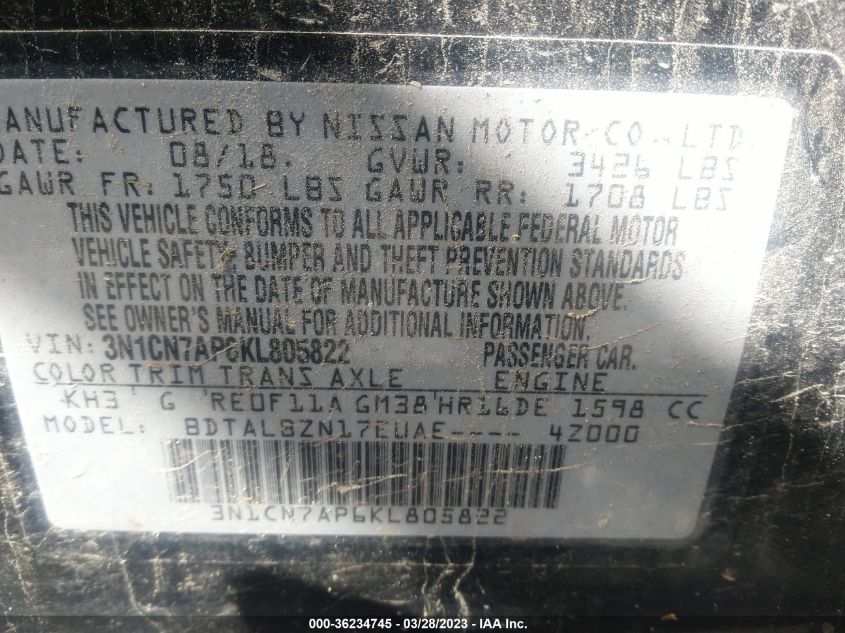 MANUFACTURED BY NISSAN MOTOR CO., LTD.
DATE: 08/18. GVWR: 3426 LBS
GAWR FR: 1750 LBS GAWR RR: 1708 LBS
THIS VEHICLE CONFORMS TO ALL APPLICABLE FEDERAL MOTOR
VEHICLE SAFETY, BUMPER AND THEFT PREVENTION STANDARDS
IN EFFECT ON THE DATE OF MANUFACTURE SHOWN ABOVE.
SEE OWNER'S MANUAL FOR ADDITIONAL INFORMATION.
VIN: 3N1CN7AP6KL805822 PASSENGER CAR.
COLOR TRIM TRANS AXLE ENGINE
KH3 G RE0F11A GM38 HR16DE 1598 CC
MODEL: BDTALSZN17EUAE---- 4Z000
3N1CN7AP6KL805822
000-36234745 - 03/28/2023 - IAA Inc.